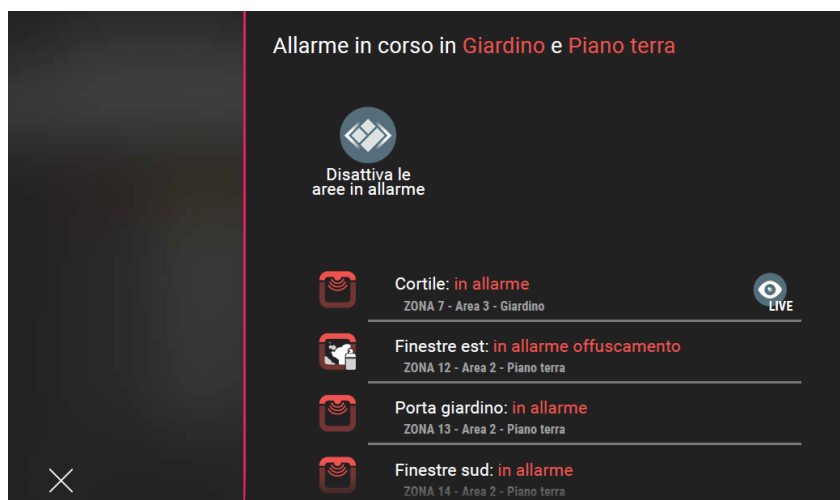 Allarme in corso in Giardino e Piano terra
Disattiva le
aree in allarme
Cortile: in allarme
ZONA 7 - Area 3 - Giardino
LIVE
Finestre est: in allarme offuscamento
ZONA 12 - Area 2 - Piano terra
Porta giardino: in allarme
ZONA 13 - Area 2 - Piano terra
Finestre sud: in allarme
ZONA 14 - Area 2 - Piano terra